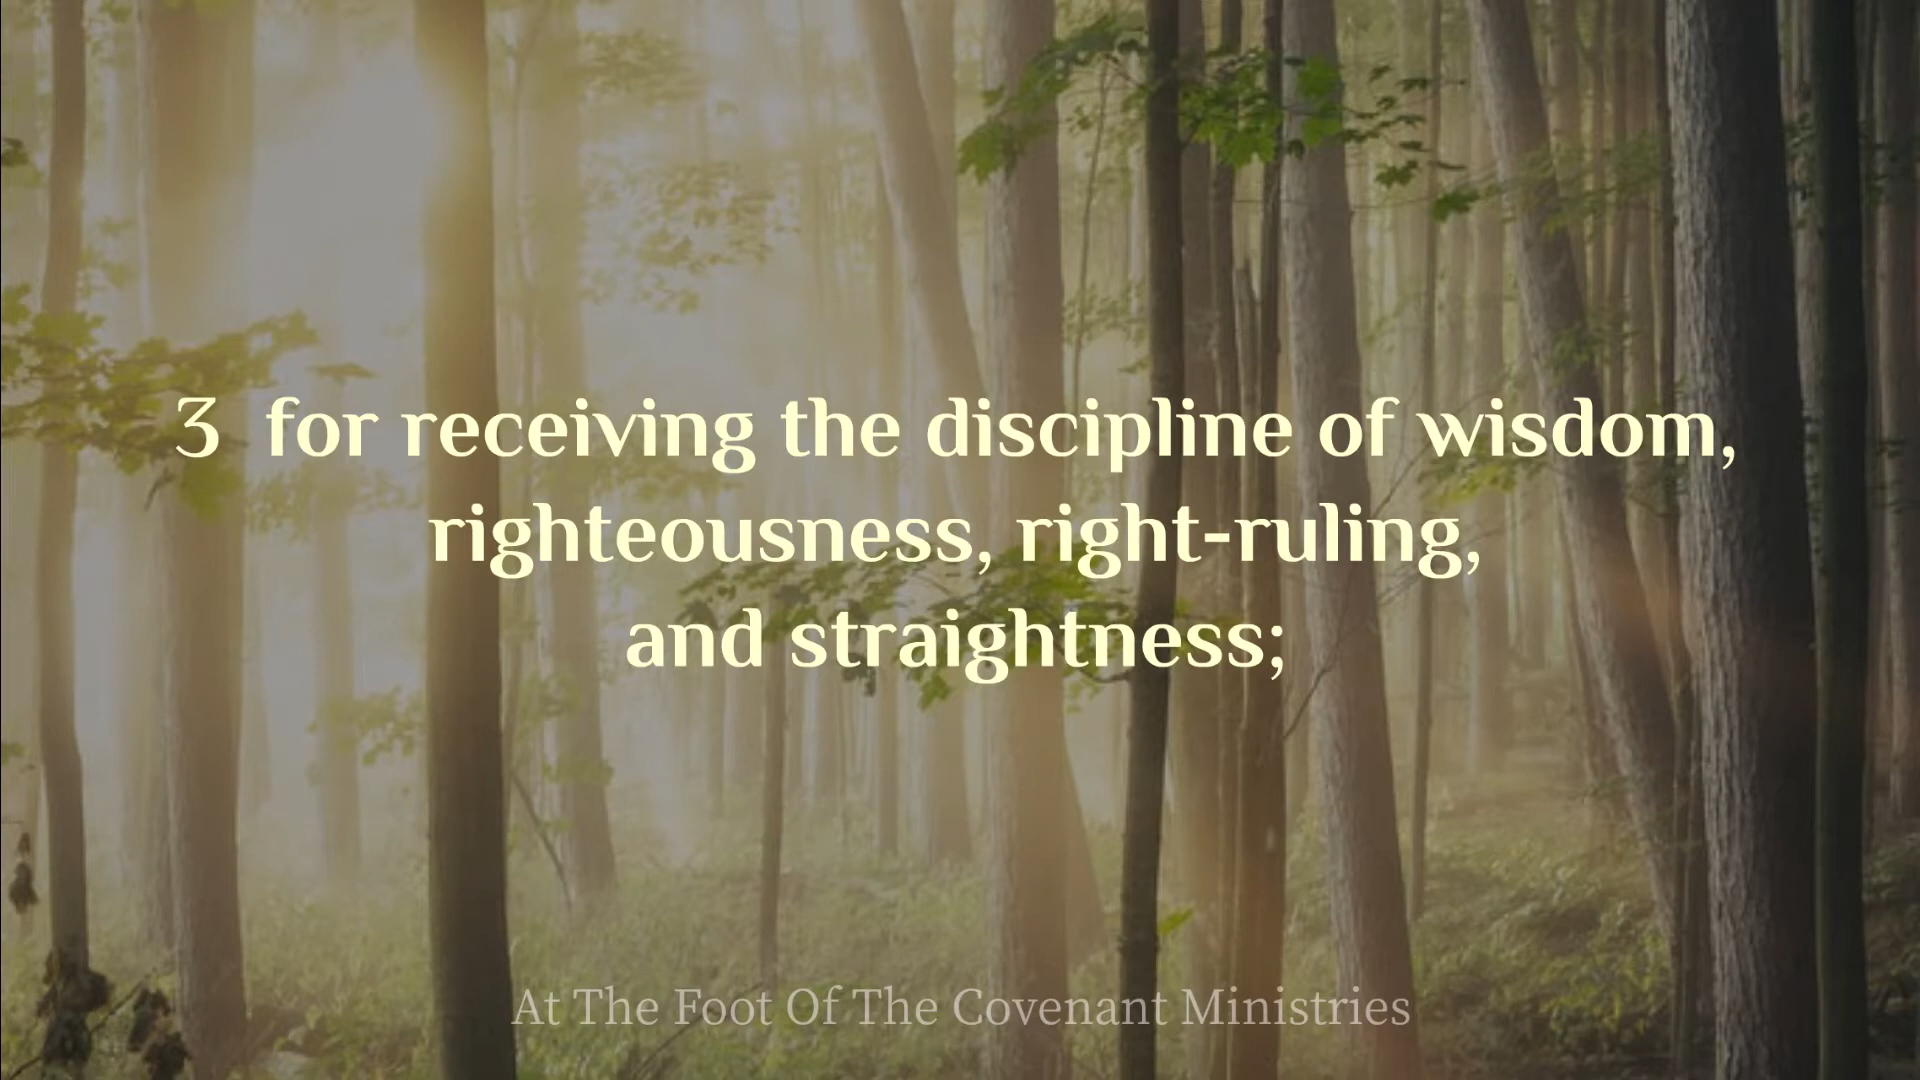 3 for receiving the discipline of wisdom,
righteousness, right-ruling,
and straightness;
At The Foot Of The Covenant Ministries